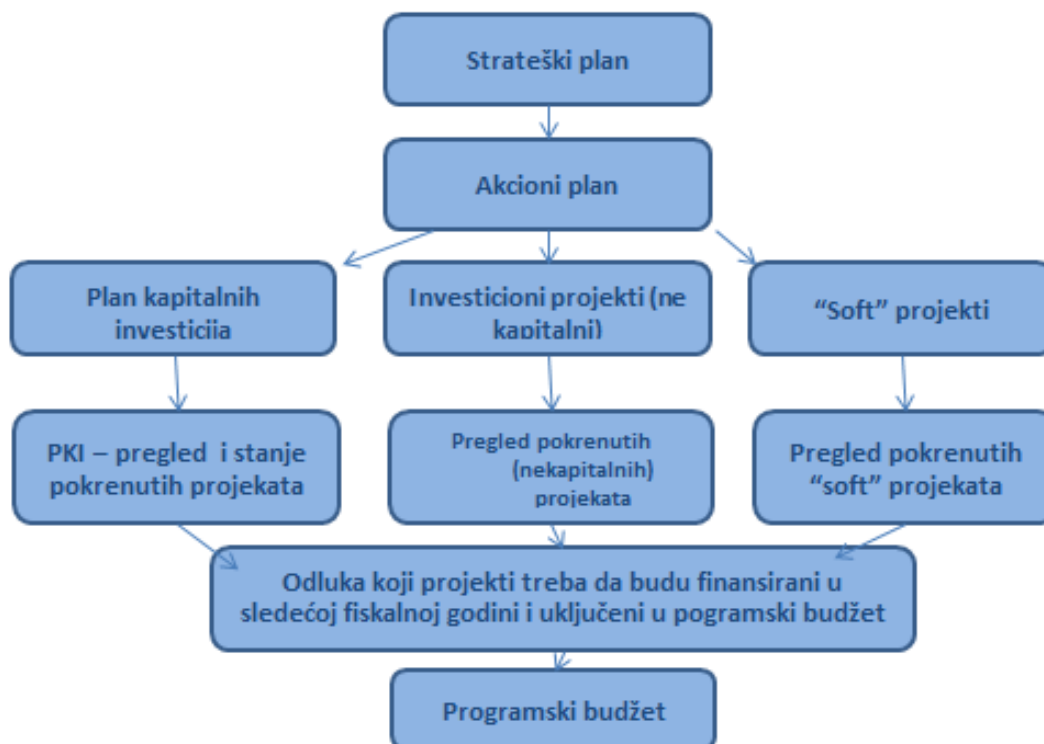 Strateški plan
Akcioni plan
Plan kapitalnih
investicija
Investicioni projekti (ne
kapitalni)
“Soft” projekti
PKI – pregled i stanje
pokrenutih projekata
Pregled pokrenutih
(nekapitalnih)
projekata
Pregled pokrenutih
“soft” projekata
Odluka koji projekti treba da budu finansirani u
sledećoj fiskalnoj godini i uključeni u pogramski budžet
Programski budžet